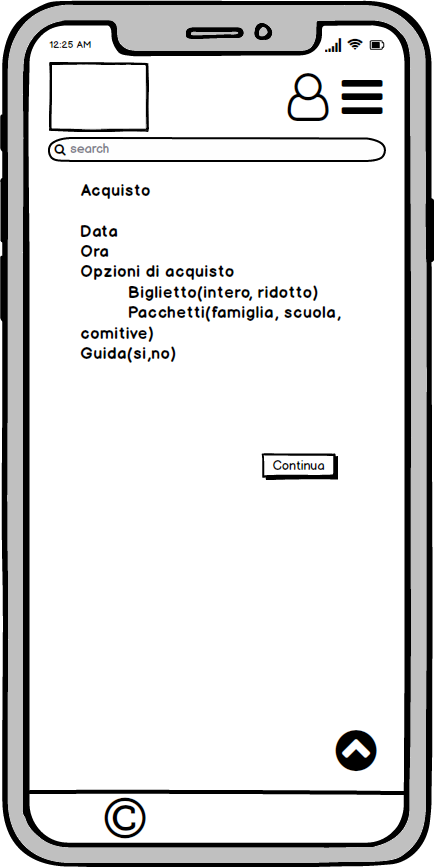 12:25 AM
search
Acquisto
Data
Ora
Opzioni di acquisto
Biglietto(intero, ridotto)
Pacchetti(famiglia, scuola,
comitive)
Guida(si,no)
Continua
©